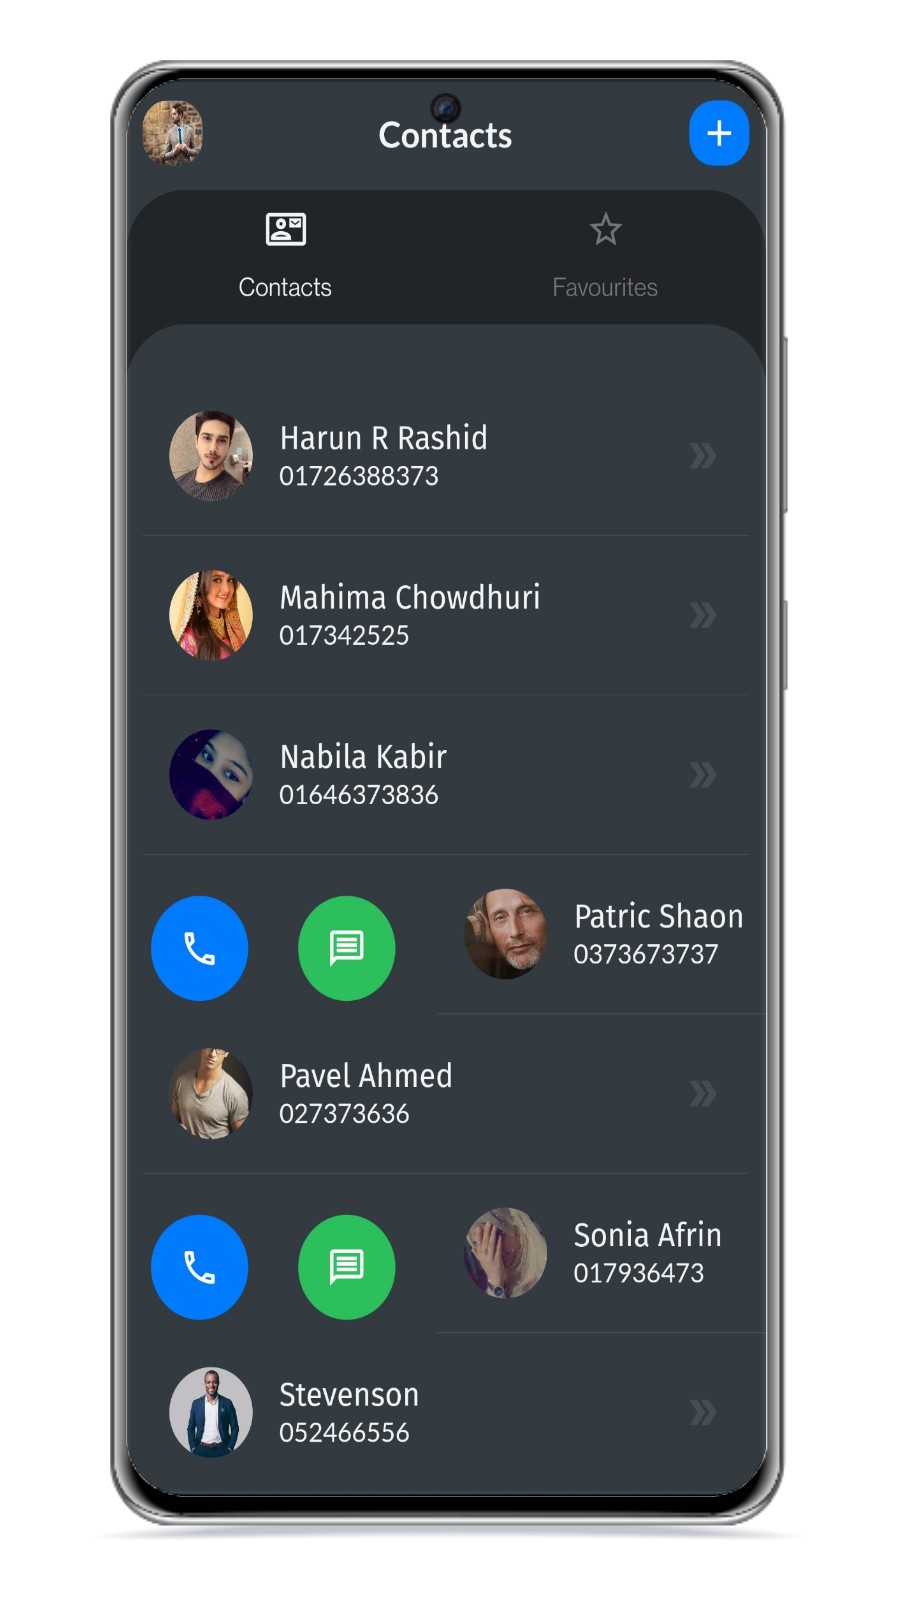 Contacts
Contacts
Favourites
Harun R Rashid
01726388373
Mahima Chowdhuri
017342525
Nabila Kabir
01646373836
Patric Shaon
0373673737
Pavel Ahmed
027373636
Sonia Afrin
017936473
Stevenson
052466556